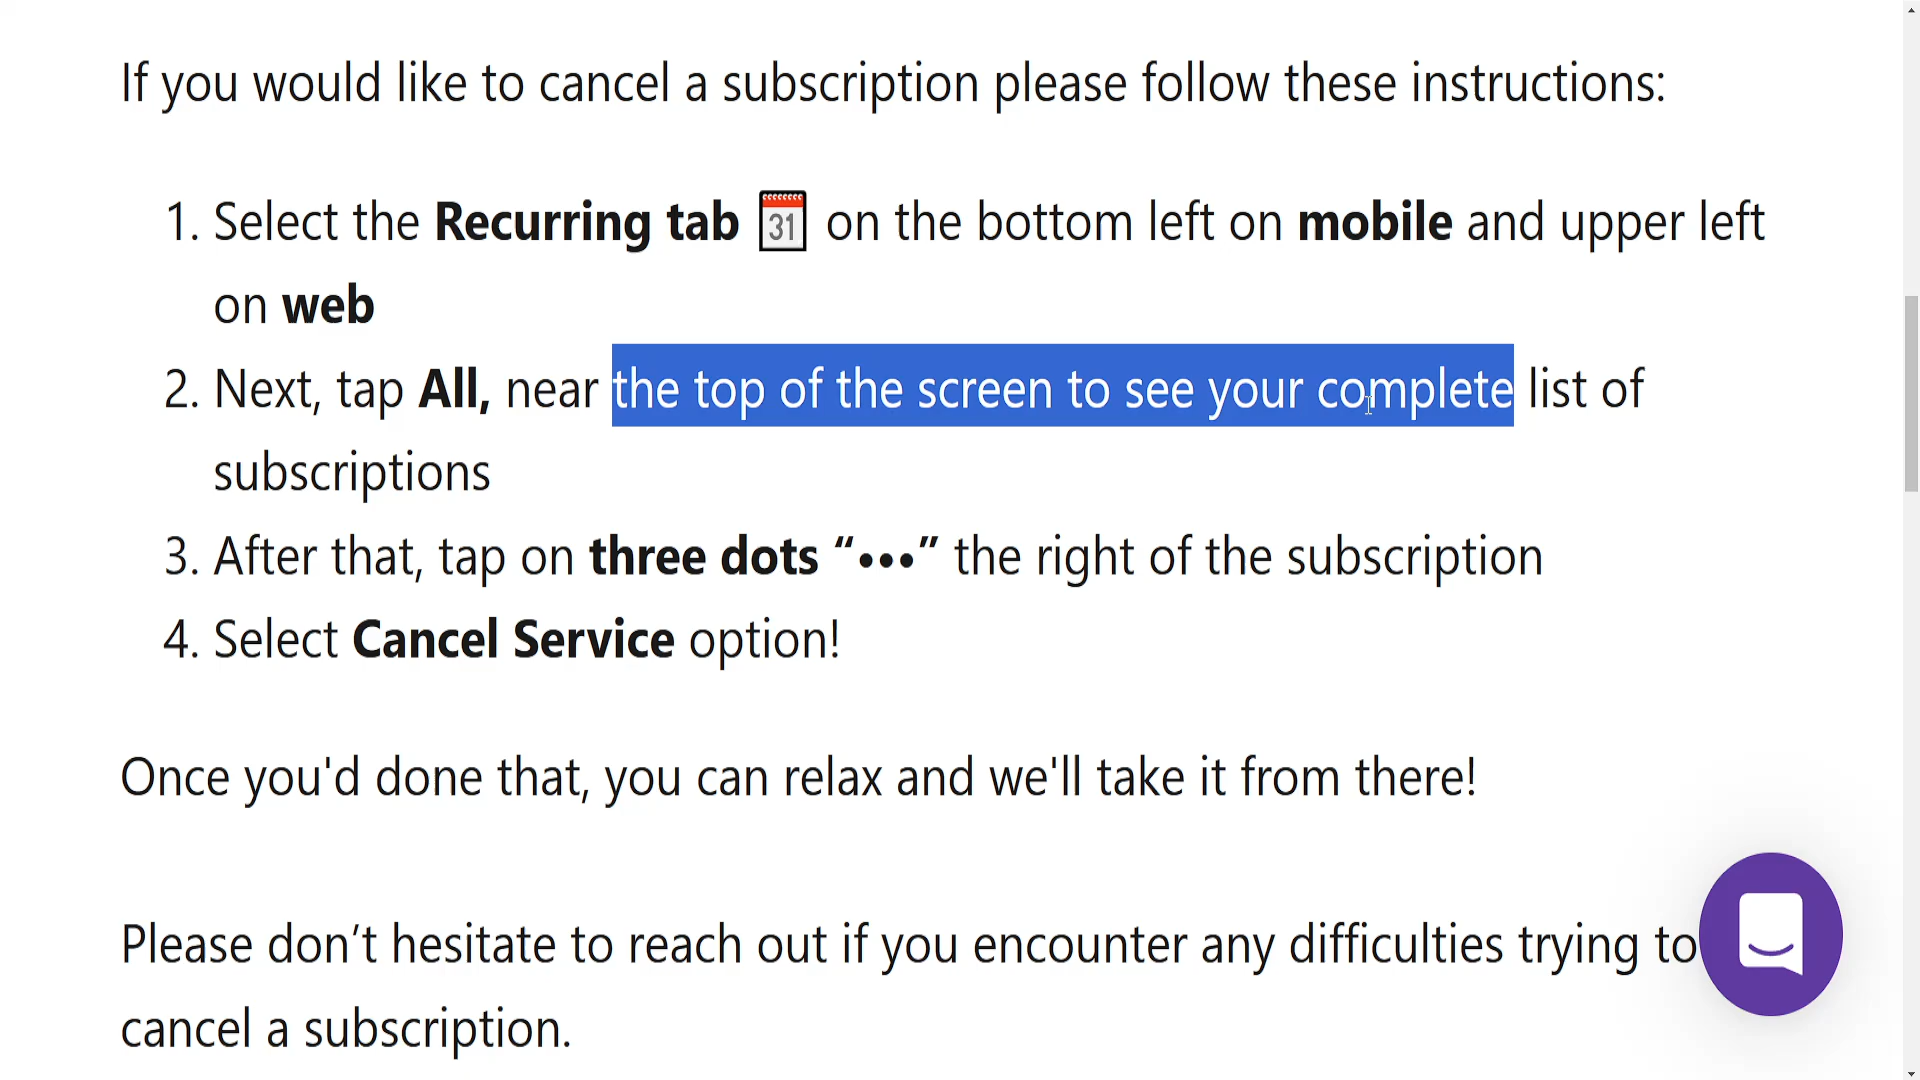 If you would like to cancel a subscription please follow these instructions:
1. Select the Recurring tab 31 on the bottom left on mobile and upper left
on web
2. Next, tap All, near the top of the screen to see your complete list of
subscriptions
3. After that, tap on three dots “•••” the right of the subscription
4. Select Cancel Service option!
Once you'd done that, you can relax and we'll take it from there!
Please don’t hesitate to reach out if you encounter any difficulties trying to
cancel a subscription.